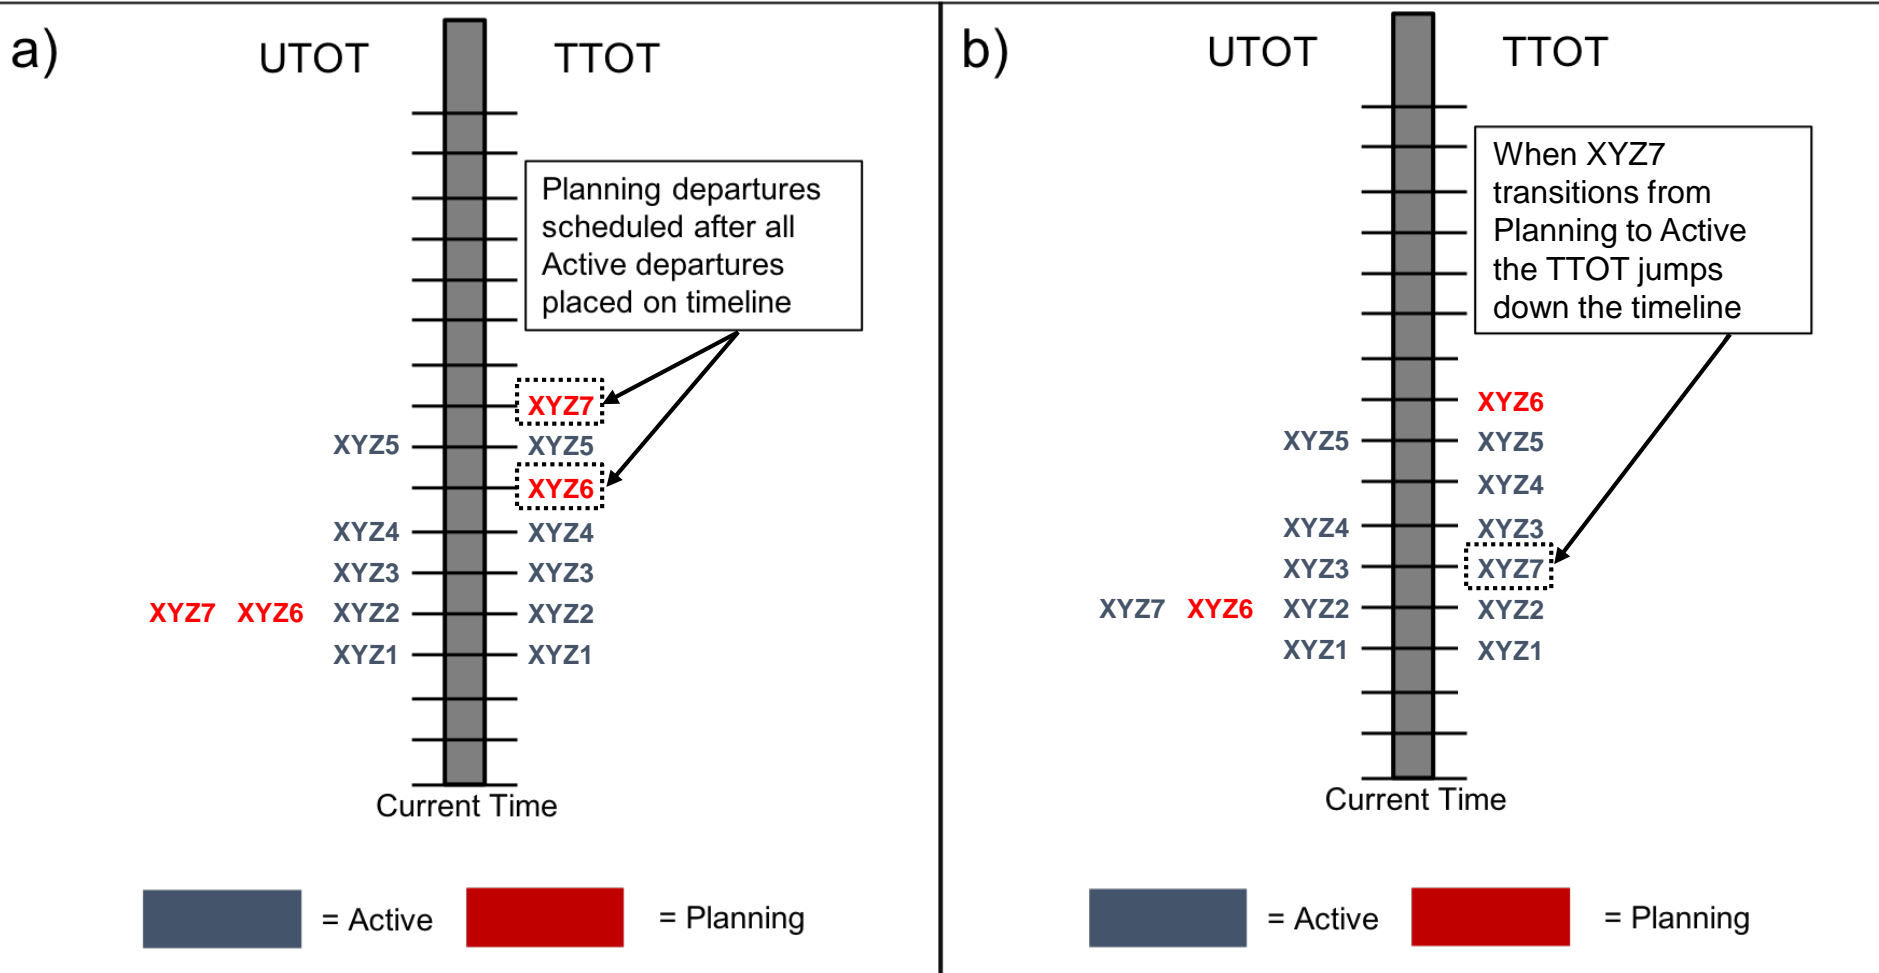 a)
UTOT TTOT
Planning departures
scheduled after all
Active departures
placed on timeline
XYZ7
XYZ5 XYZ5
XYZ6
XYZ4 XYZ4
XYZ3 XYZ3
XYZ7 XYZ6 XYZ2 XYZ2
XYZ1 XYZ1
Current Time
= Active = Planning
b)
UTOT TTOT
When XYZ7
transitions from
Planning to Active
the TTOT jumps
down the timeline
XYZ6
XYZ5 XYZ5
XYZ4
XYZ4 XYZ3
XYZ3 XYZ7
XYZ7 XYZ6 XYZ2 XYZ2
XYZ1 XYZ1
Current Time
= Active = Planning